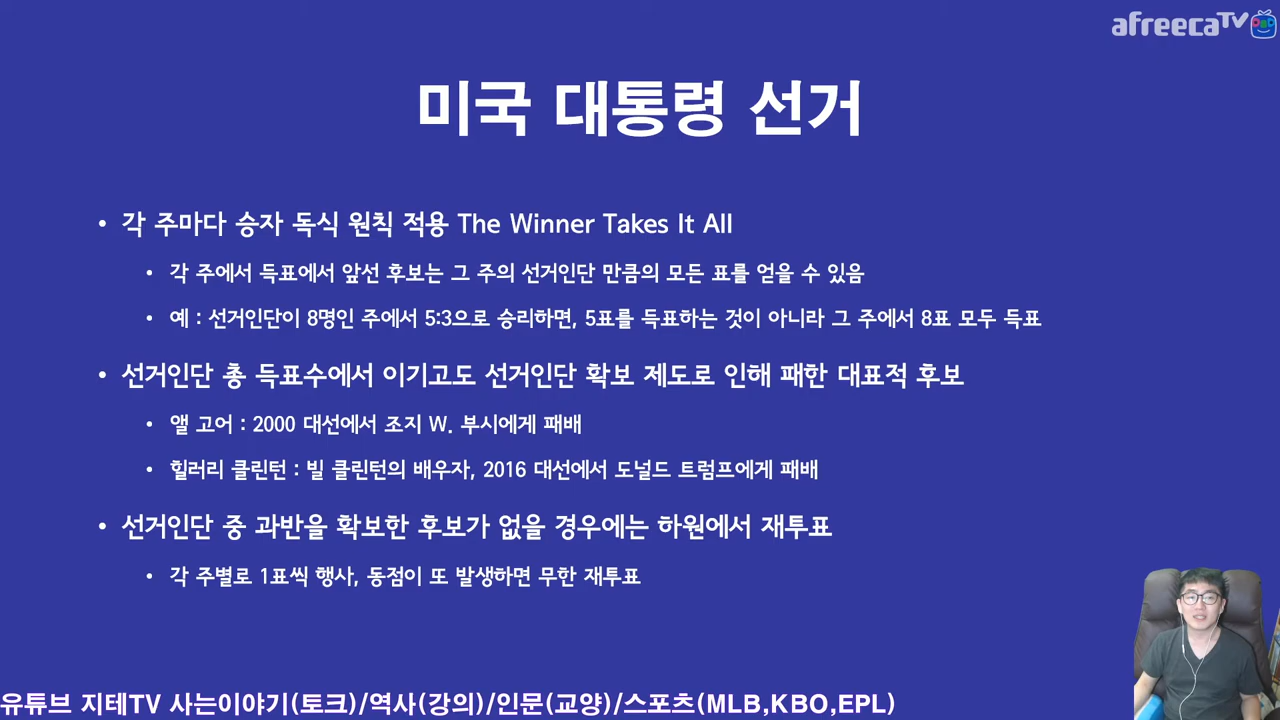 afreecaTV
미국 대통령 선거
• 각 주마다 승자 독식 원칙 적용 The Winner Takes It All
• 각 주에서 득표에서 앞선 후보는 그 주의 선거인단 만큼의 모든 표를 얻을 수 있음
• 예 : 선거인단이 8명인 주에서 5:3으로 승리하면, 5표를 득표하는 것이 아니라 그 주에서 8표 모두 득표
• 선거인단 총 득표수에서 이기고도 선거인단 확보 제도로 인해 패한 대표적 후보
• 앨 고어 : 2000 대선에서 조지 W. 부시에게 패배
• 힐러리 클린턴 : 빌 클린턴의 배우자, 2016 대선에서 도널드 트럼프에게 패배
• 선거인단 중 과반을 확보한 후보가 없을 경우에는 하원에서 재투표
• 각 주별로 1표씩 행사, 동점이 또 발생하면 무한 재투표
유튜브 지테TV 사는이야기(토크)/역사(강의)/인문(교양)/스포츠(MLB,KBO,EPL)